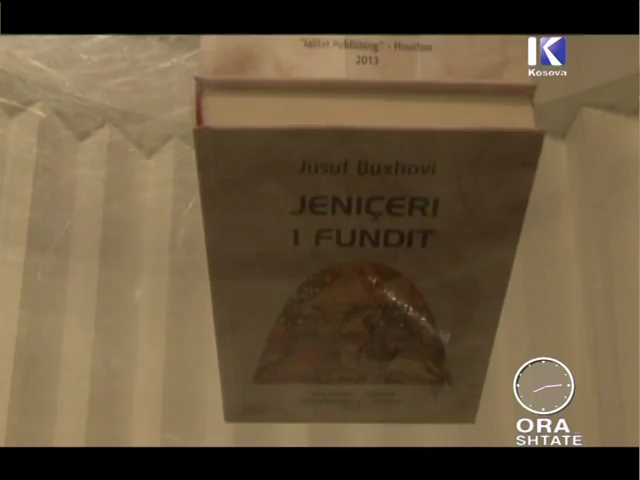 "Jalifat Publishing" - Houston
2013
K
Kosova
Jusuf Buxhovi
JENIÇERI
I FUNDIT
ORA
SHTATË